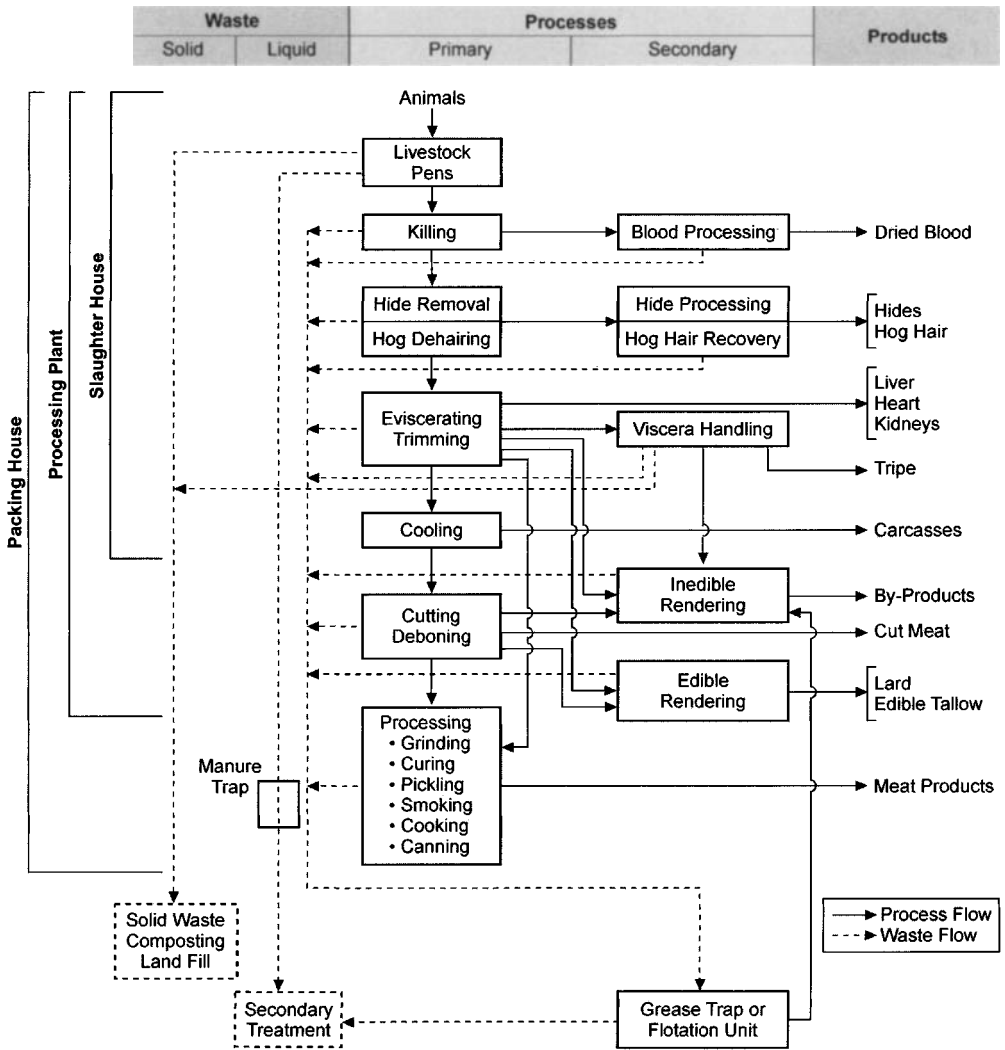 Waste
Processes
Products
Solid
Liquid
Primary
Secondary
Animals
Livestock
Pens
Killing
Blood Processing
Dried Blood
Hide Removal
Hide Processing
Hides
Hog Hair
Hog Dehairing
Hog Hair Recovery
Liver
Heart
Kidneys
Eviscerating
Trimming
Viscera Handling
Tripe
Cooling
Carcasses
Inedible
Rendering
By-Products
Cutting
Deboning
Cut Meat
Edible
Rendering
Lard
Edible Tallow
Processing
• Grinding
• Curing
• Pickling
• Smoking
• Cooking
• Canning
Meat Products
Manure
Trap
Packing House
Processing Plant
Slaughter House
Solid Waste
Composting
Land Fill
Process Flow
Waste Flow
Secondary
Treatment
Grease Trap or
Flotation Unit